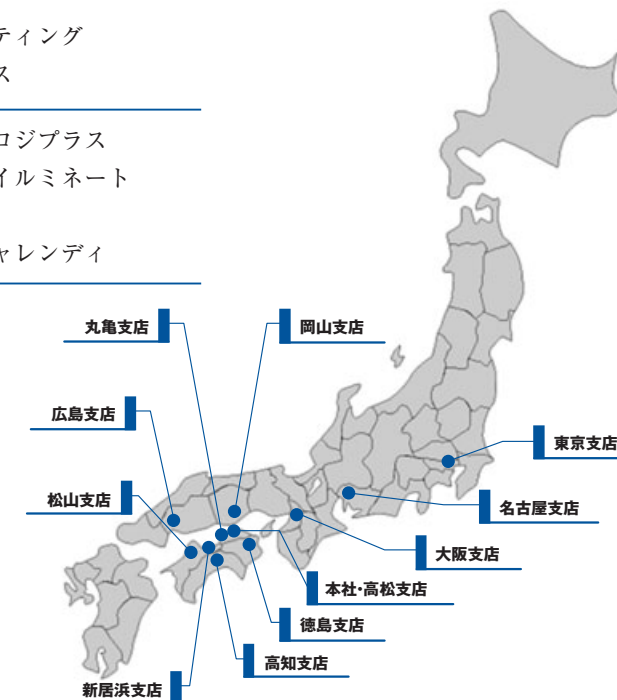 ティング
ス
ロジプラス
イルミネート
ャレンディ
丸亀支店
岡山支店
広島支店
東京支店
松山支店
名古屋支店
大阪支店
本社・高松支店
徳島支店
高知支店
新居浜支店